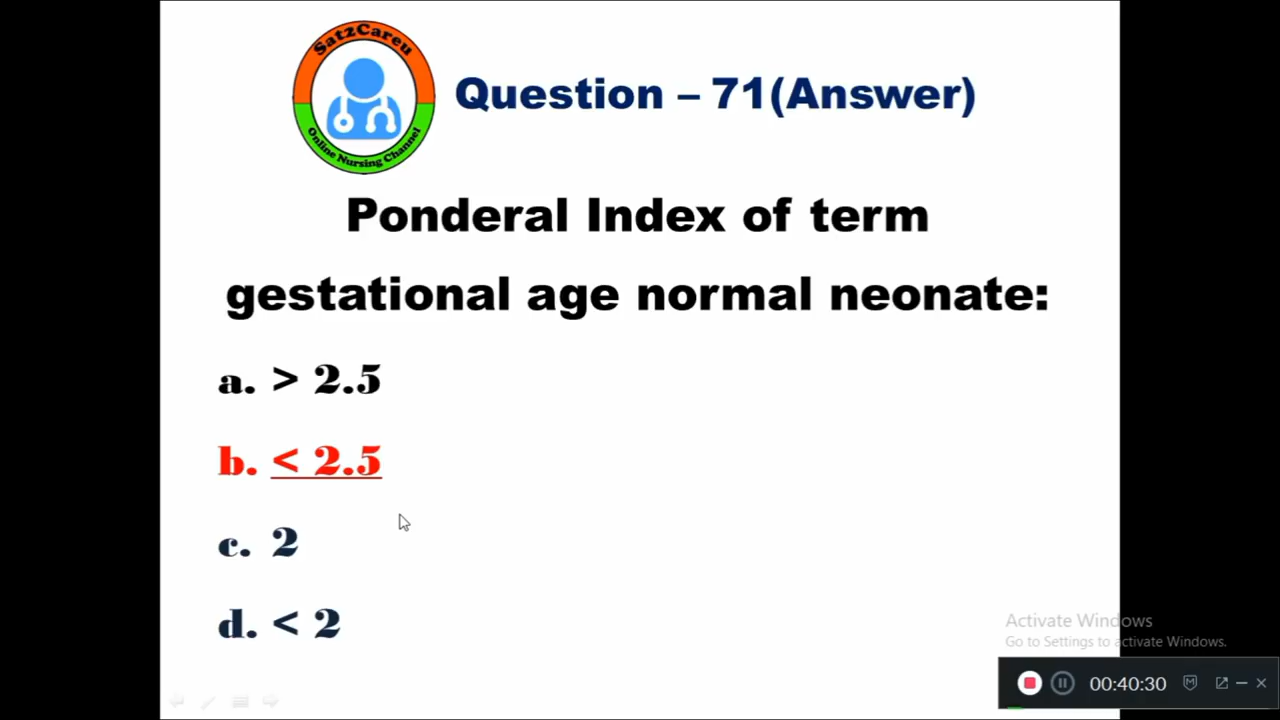 Sat2Careu
Online Nursing Channel
Question – 71(Answer)
Ponderal Index of term
gestational age normal neonate:
a. > 2.5
b. < 2.5
c. 2
d. < 2
Activate Windows
Go to Settings to activate Windows.
00:40:30